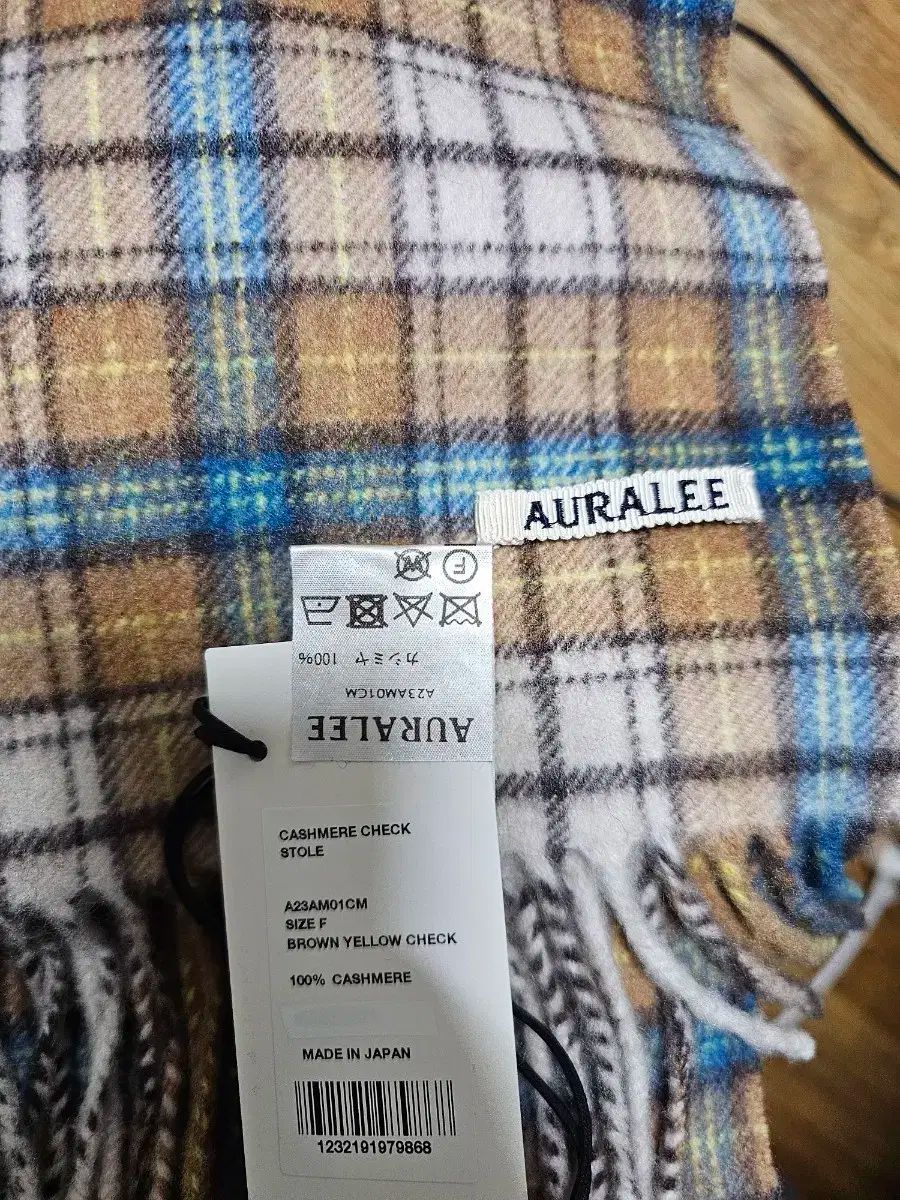 AURALEE
AURALEE
A23AM01CM
カシミヤ 100%
W F
CASHMERE CHECK
STOLE
A23AM01CM
SIZE F
BROWN YELLOW CHECK
100% CASHMERE
MADE IN JAPAN
1232191979868